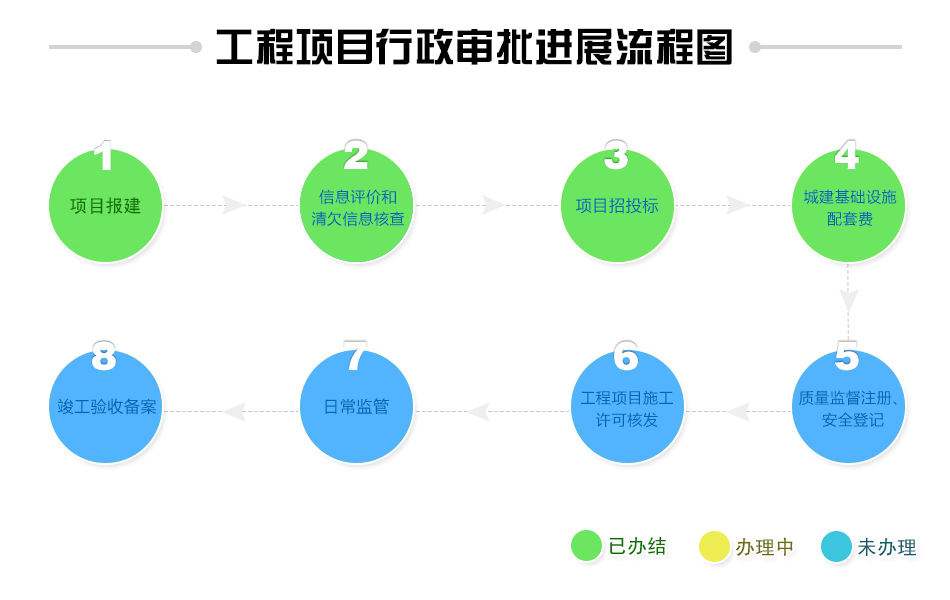 工程项目行政审批进展流程图
1
项目报建
2
信息评价和
清欠信息核查
3
项目招投标
4
城建基础设施
配套费
5
质量监督注册、
安全登记
6
工程项目施工
许可核发
7
日常监管
8
竣工验收备案
已办结
办理中
未办理